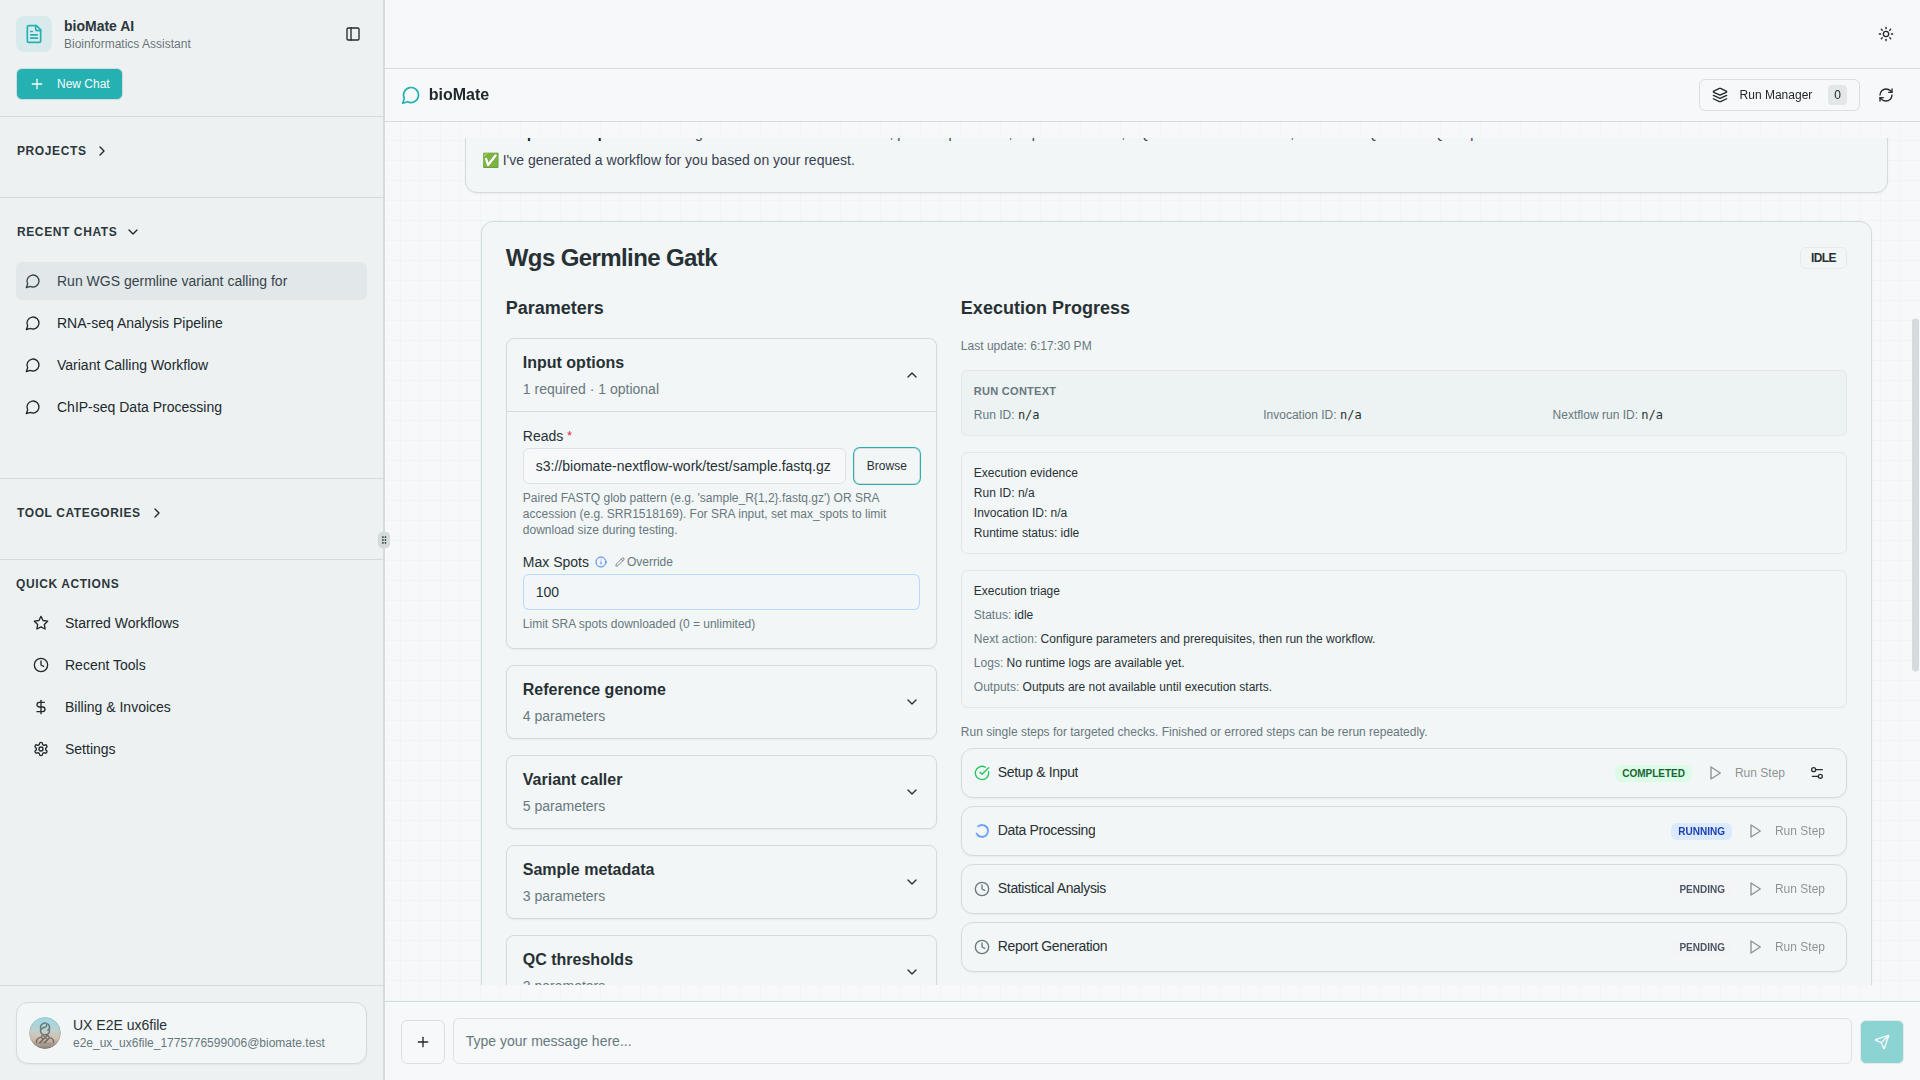 bioMate AI
Bioinformatics Assistant
New Chat
PROJECTS
RECENT CHATS
Run WGS germline variant calling for
RNA-seq Analysis Pipeline
Variant Calling Workflow
ChIP-seq Data Processing
TOOL CATEGORIES
QUICK ACTIONS
Starred Workflows
Recent Tools
Billing & Invoices
Settings
UX E2E ux6file
e2e_ux_ux6file_1775776599006@biomate.test
bioMate
Run Manager 0
✅ I've generated a workflow for you based on your request.
Wgs Germline Gatk
IDLE
Parameters
Input options
1 required · 1 optional
Reads *
s3://biomate-nextflow-work/test/sample.fastq.gz
Browse
Paired FASTQ glob pattern (e.g. 'sample_R{1,2}.fastq.gz') OR SRA
accession (e.g. SRR1518169). For SRA input, set max_spots to limit
download size during testing.
Max Spots Override
100
Limit SRA spots downloaded (0 = unlimited)
Reference genome
4 parameters
Variant caller
5 parameters
Sample metadata
3 parameters
QC thresholds
Execution Progress
Last update: 6:17:30 PM
RUN CONTEXT
Run ID: n/a
Invocation ID: n/a
Nextflow run ID: n/a
Execution evidence
Run ID: n/a
Invocation ID: n/a
Runtime status: idle
Execution triage
Status: idle
Next action: Configure parameters and prerequisites, then run the workflow.
Logs: No runtime logs are available yet.
Outputs: Outputs are not available until execution starts.
Run single steps for targeted checks. Finished or errored steps can be rerun repeatedly.
Setup & Input COMPLETED Run Step
Data Processing RUNNING Run Step
Statistical Analysis PENDING Run Step
Report Generation PENDING Run Step
Type your message here...